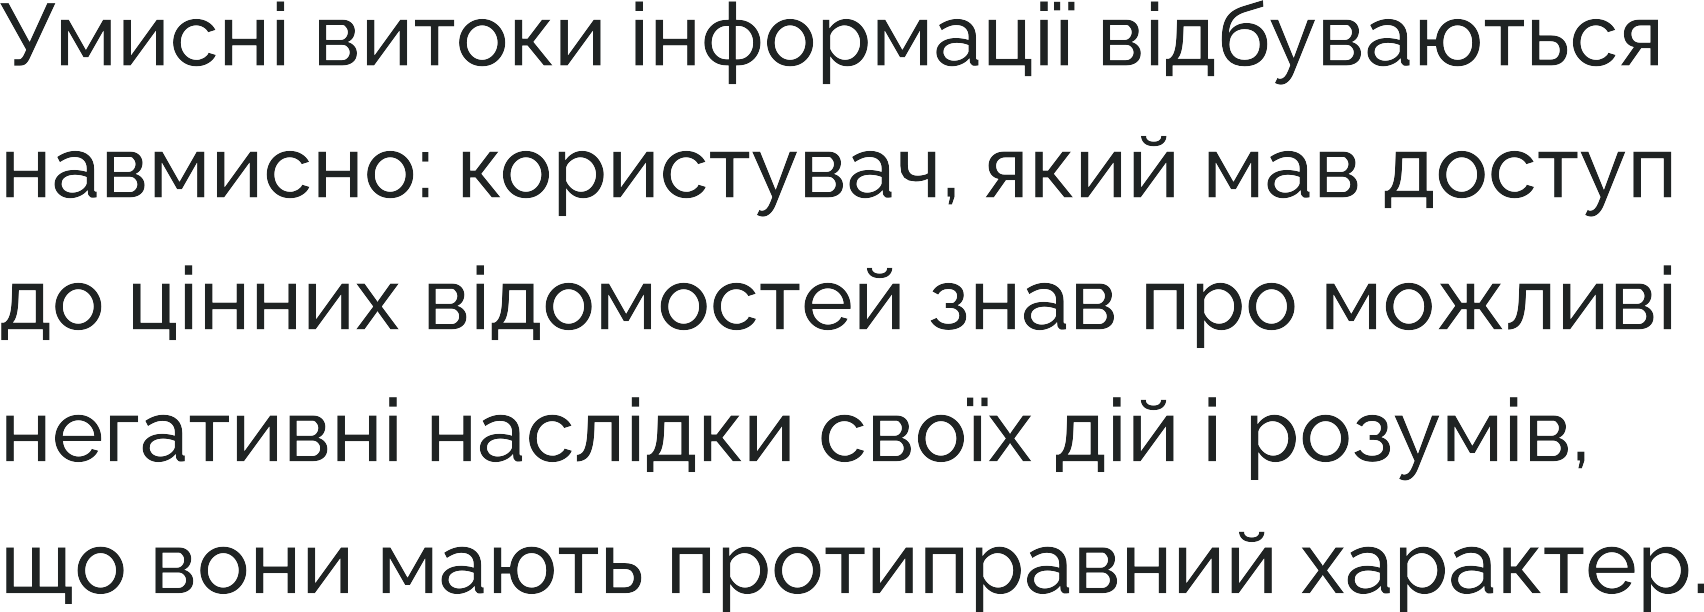 Умисні витоки інформації відбуваються
навмисно: користувач, який мав доступ
до цінних відомостей знав про можливі
негативні наслідки своїх дій і розумів,
що вони мають протиправний характер.